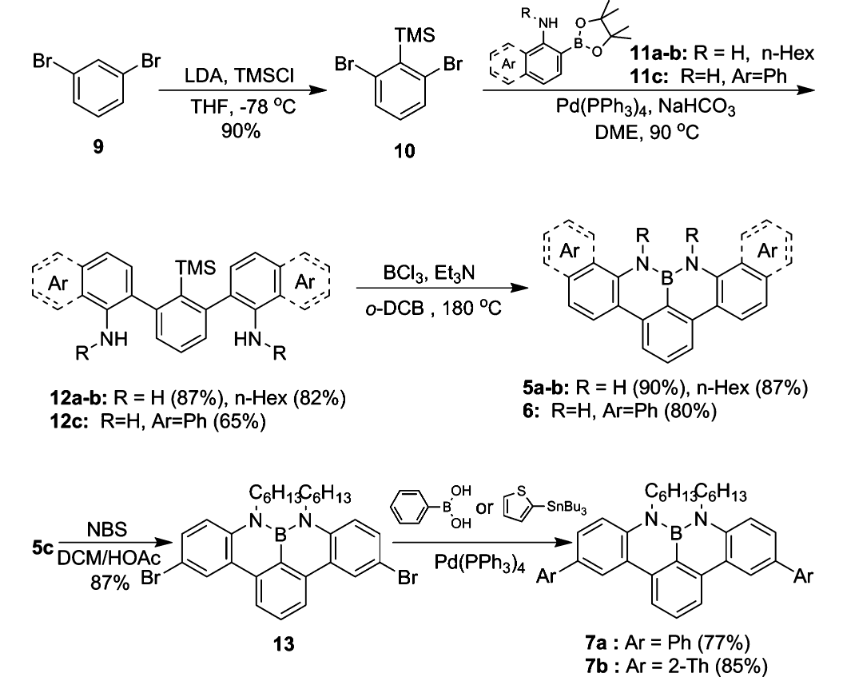 Br
Br
9
LDA, TMSCl
THF, -78 °C
90%
TMS
Br
Br
10
R
NH
O
B
O
Ar
11a-b: R = H, n-Hex
11c: R=H, Ar=Ph
Pd(PPh3)4, NaHCO3
DME, 90 °C
Ar
TMS
Ar
NH
R
HN
R
12a-b: R = H (87%), n-Hex (82%)
12c: R=H, Ar=Ph (65%)
BCl3, Et3N
o-DCB , 180 °C
R
R
Ar
N
N
Ar
B
5a-b: R = H (90%), n-Hex (87%)
6: R=H, Ar=Ph (80%)
5c
NBS
DCM/HOAc
87%
C6H13C6H13
N
B
N
Br
Br
13
OH
B
OH
or
S
SnBu3
Pd(PPh3)4
C6H13C6H13
N
B
N
Ar
Ar
7a : Ar = Ph (77%)
7b : Ar = 2-Th (85%)